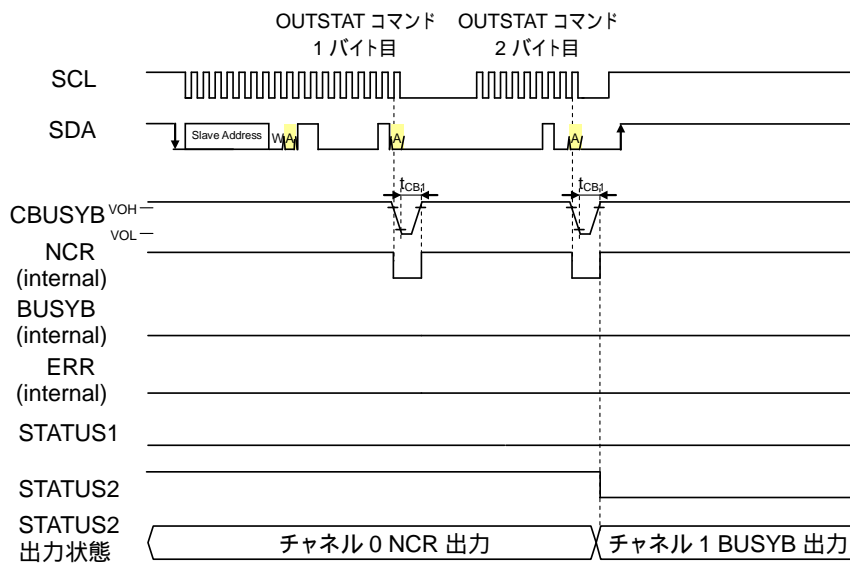 OUTSTAT コマンド OUTSTAT コマンド
1 バイト目 2 バイト目
SCL
SDA
Slave Address
W
A
A
A
tCB1
tCB1
CBUSYB
VOH
VOL
NCR
(internal)
BUSYB
(internal)
ERR
(internal)
STATUS1
STATUS2
STATUS2
出力状態
チャネル 0 NCR 出力
チャネル 1 BUSYB 出力